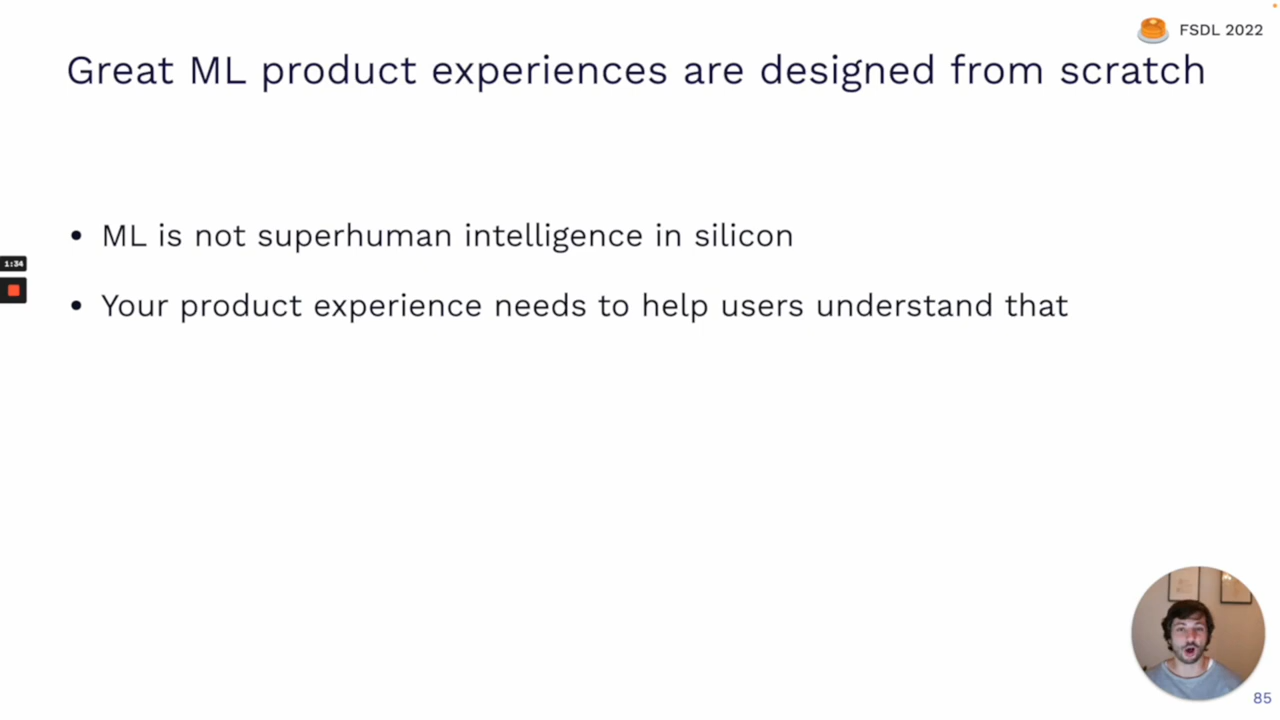 FSDL 2022
Great ML product experiences are designed from scratch
• ML is not superhuman intelligence in silicon
1:34
• Your product experience needs to help users understand that
85